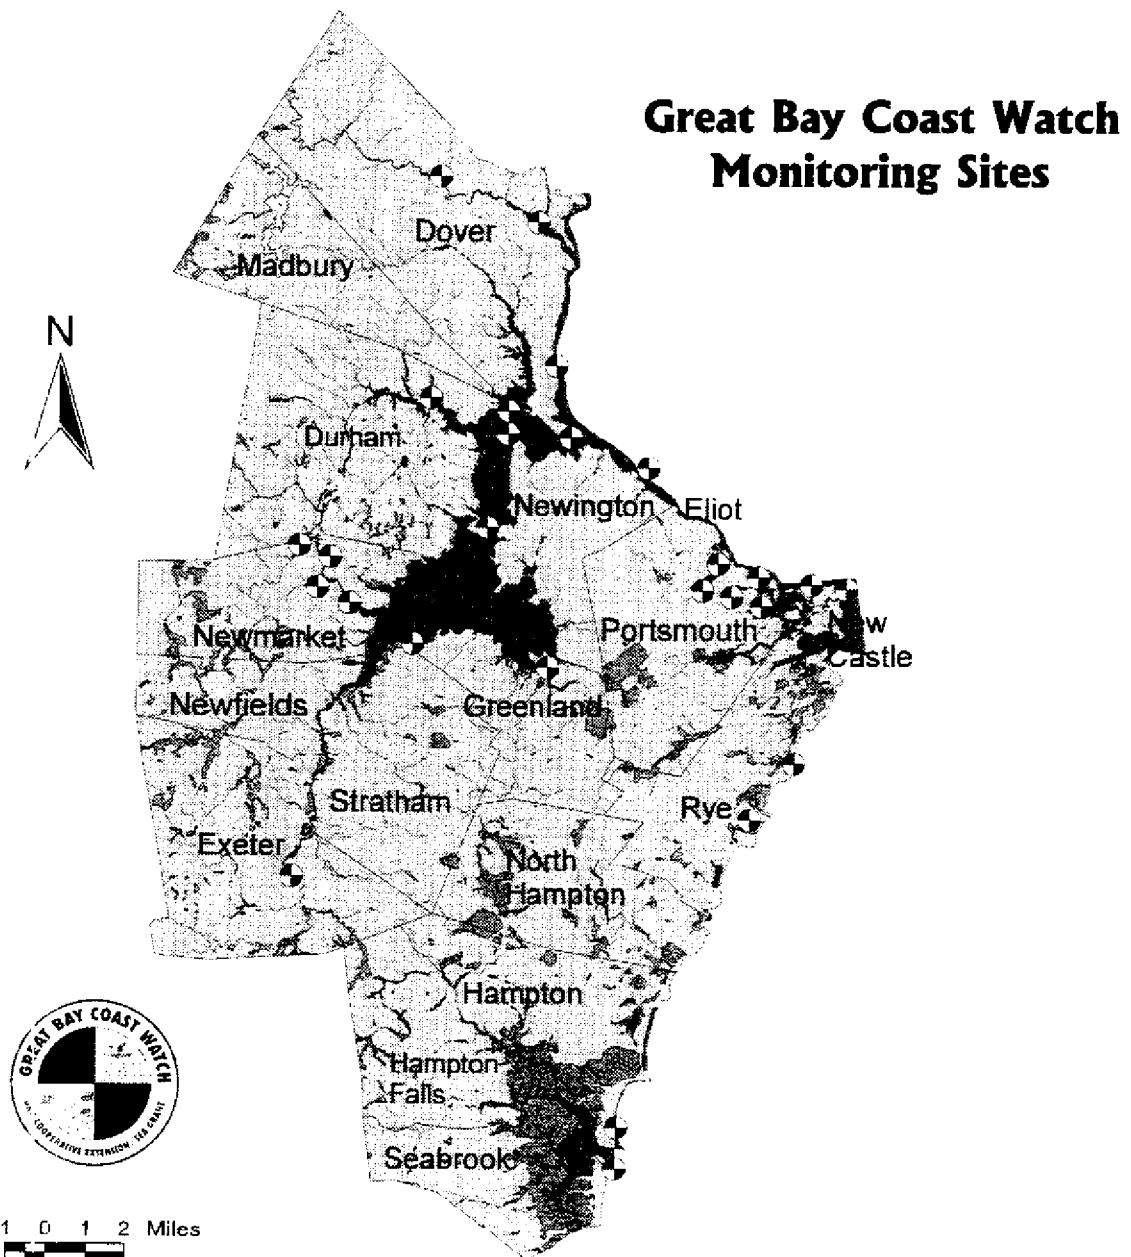 Great Bay Coast Watch
Monitoring Sites
Dover
Madbury
N
Durham
Newington
Eliot
Newmarket
Portsmouth
New
Castle
Newfields
Greenland
Stratham
Rye
Exeter
North
Hampton
Hampton
GREAT BAY COAST WATCH
COOPERATIVE EXTENSION SEA GRANT
Hampton
Falls
Seabrook
1 0 1 2 Miles